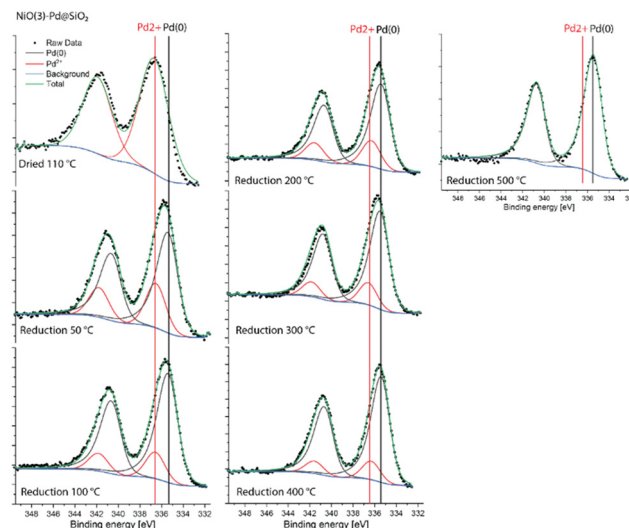 NiO(3)-Pd@SiO₂
Pd2+ Pd(0)
Raw Data
Pd(0)
Pd²⁺
Background
Total
Dried 110 °C
Reduction 50 °C
Reduction 100 °C
348 346 344 342 340 338 336 334 332
Binding energy [eV]
Pd2+ Pd(0)
Reduction 200 °C
Reduction 300 °C
Reduction 400 °C
348 346 344 342 340 338 336 334 332
Binding energy [eV]
Pd2+ Pd(0)
Reduction 500 °C
348 346 344 342 340 338 336 334
Binding energy [eV]